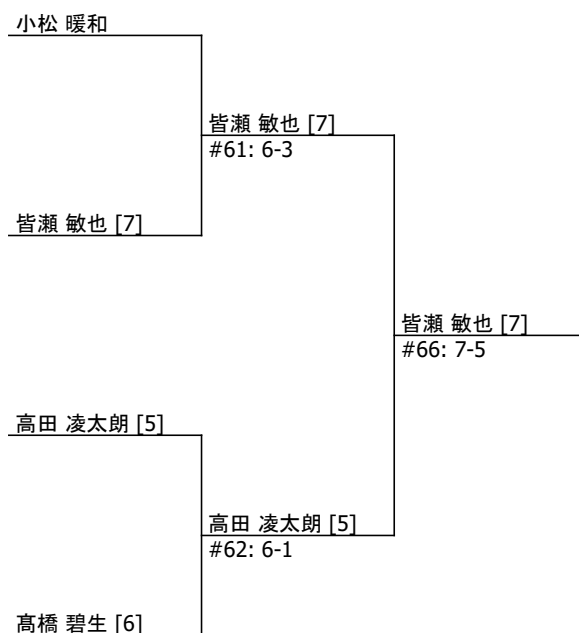 小松 暖和
皆瀬 敏也 [7]
#61: 6-3
皆瀬 敏也 [7]
皆瀬 敏也 [7]
#66: 7-5
高田 凌太朗 [5]
高田 凌太朗 [5]
#62: 6-1
髙橋 碧生 [6]